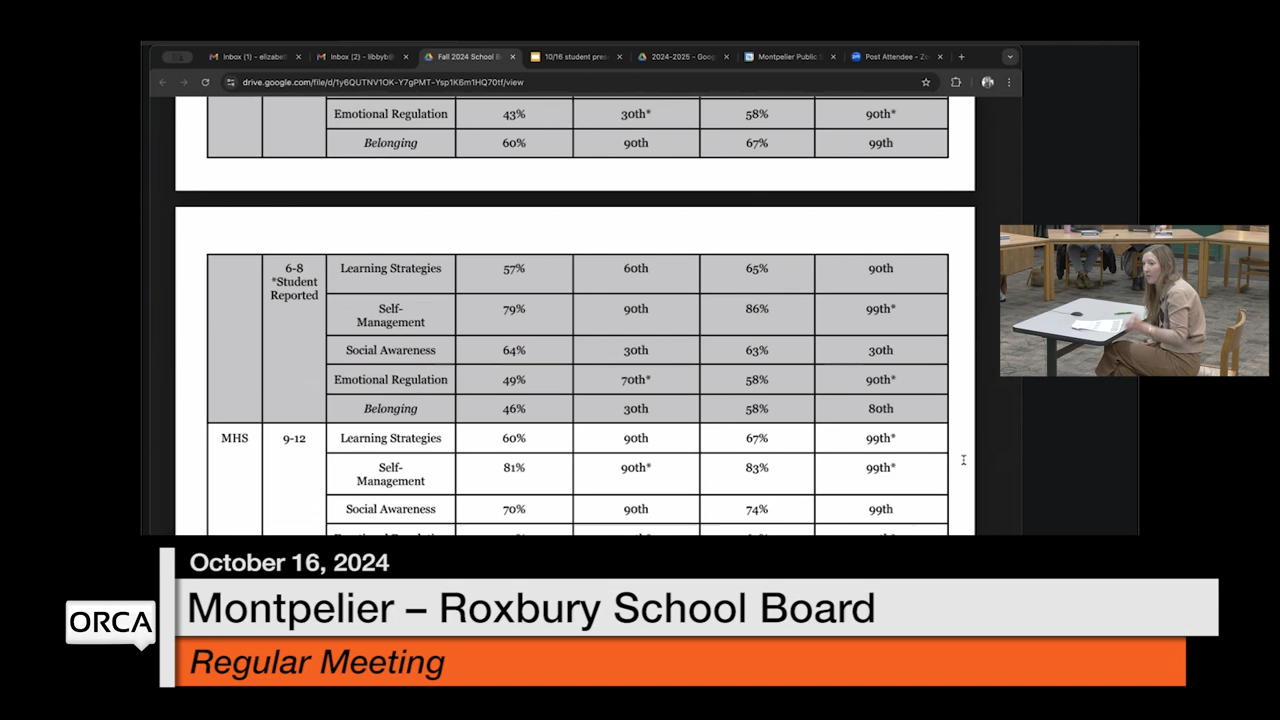 Inbox (1) - elizabet
Inbox (2) - libbyb@
Fall 2024 School B
10/16 student pres
2024-2025 - Goog
Montpelier Public S
Post Attendee - Zo
drive.google.com/file/d/1y6QUTNV1OK-Y7gPMT-Ysp1K6m1HQ70tf/view
Emotional Regulation 43% 30th* 58% 90th*
Belonging 60% 90th 67% 99th
6-8 Learning Strategies 57% 60th 65% 90th
*Student
Reported
Self- 79% 90th 86% 99th*
Management
Social Awareness 64% 30th 63% 30th
Emotional Regulation 49% 70th* 58% 90th*
Belonging 46% 30th 58% 80th
MHS 9-12 Learning Strategies 60% 90th 67% 99th*
Self- 81% 90th* 83% 99th*
Management
Social Awareness 70% 90th 74% 99th
October 16, 2024
ORCA
Montpelier – Roxbury School Board
Regular Meeting